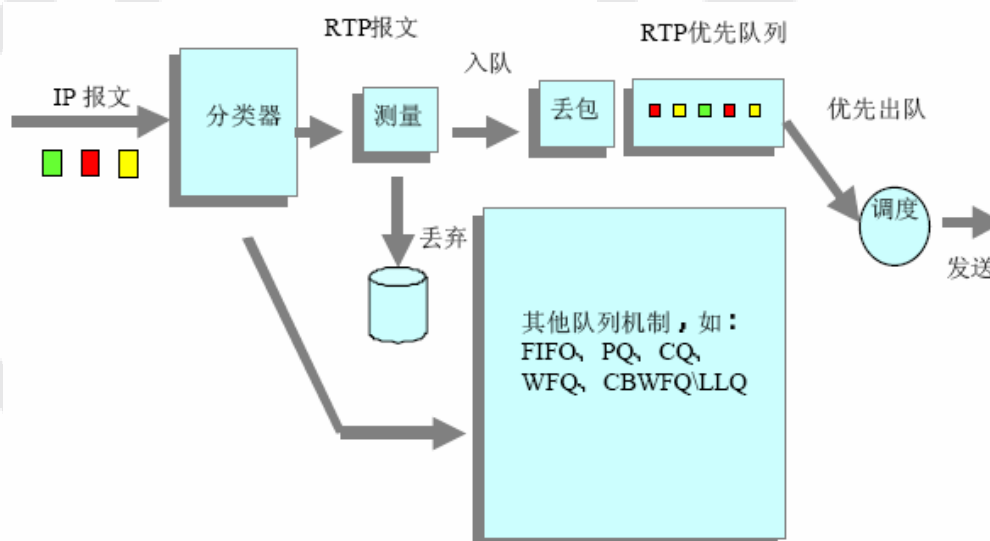 RTP报文
RTP优先队列
入队
IP 报文
分类器
测量
丢包
优先出队
调度
丢弃
发送
其他队列机制，如：
FIFO、PQ、CQ、
WFQ、CBWFQ\LLQ